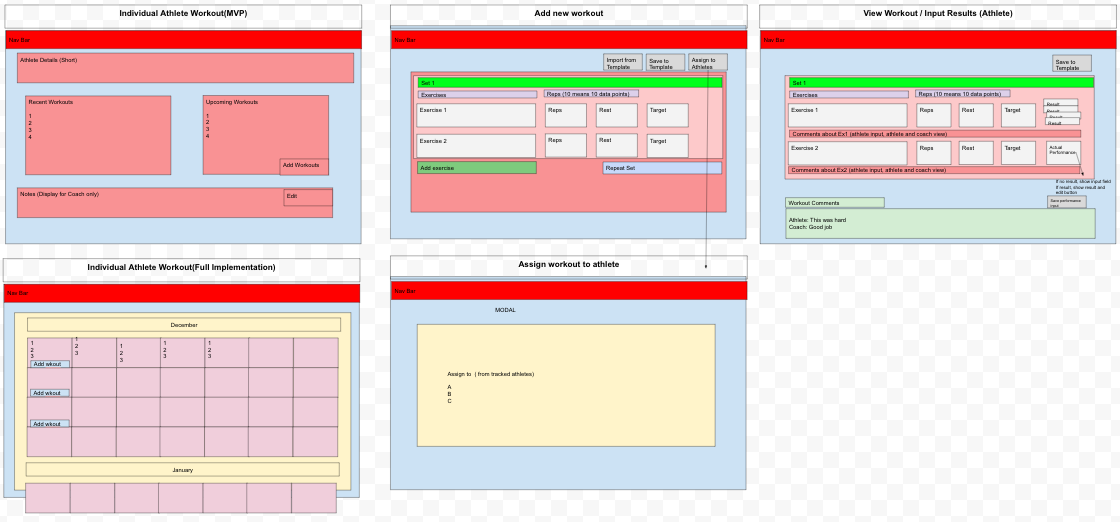 Individual Athlete Workout(MVP)
Nav Bar
Athlete Details (Short)
Recent Workouts
1
2
3
4
Upcoming Workouts
1
2
3
4
Add Workouts
Notes (Display for Coach only)
Edit
Add new workout
Nav Bar
Import from
Template
Save to
Template
Assign to
Athletes
Set 1
Exercises
Reps (10 means 10 data points)
Exercise 1
Reps
Rest
Target
Exercise 2
Reps
Rest
Target
Add exercise
Repeat Set
View Workout / Input Results (Athlete)
Nav Bar
Save to
Template
Set 1
Exercises
Reps (10 means 10 data points)
Exercise 1
Reps
Rest
Target
Result
Result
Result
Result
Comments about Ex1 (athlete input, athlete and coach view)
Exercise 2
Reps
Rest
Target
Actual
Performance
Comments about Ex2 (athlete input, athlete and coach view)
If no result, show input field
If result, show result and
edit button
Save performance
input
Workout Comments
Athlete: This was hard
Coach: Good job
Individual Athlete Workout(Full Implementation)
Nav Bar
December
1
2
3
Add wkout
1
2
3
1
2
3
1
2
3
1
2
3
Add wkout
Add wkout
January
Assign workout to athlete
Nav Bar
MODAL
Assign to ( from tracked athletes)
A
B
C